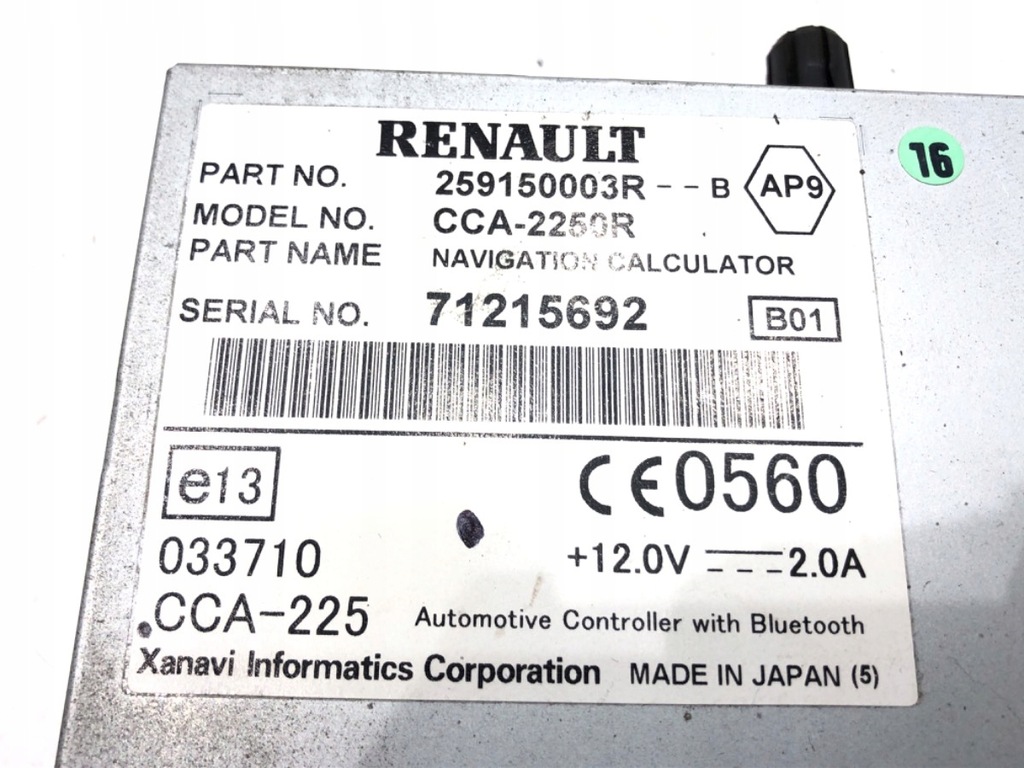 RENAULT
PART NO. 259150003R -- B AP9
MODEL NO. CCA-2250R
PART NAME NAVIGATION CALCULATOR
SERIAL NO. 71215692 B01
16
e13 CE0560
033710 +12.0V 2.0A
CCA-225 Automotive Controller with Bluetooth
Xanavi Informatics Corporation MADE IN JAPAN (5)